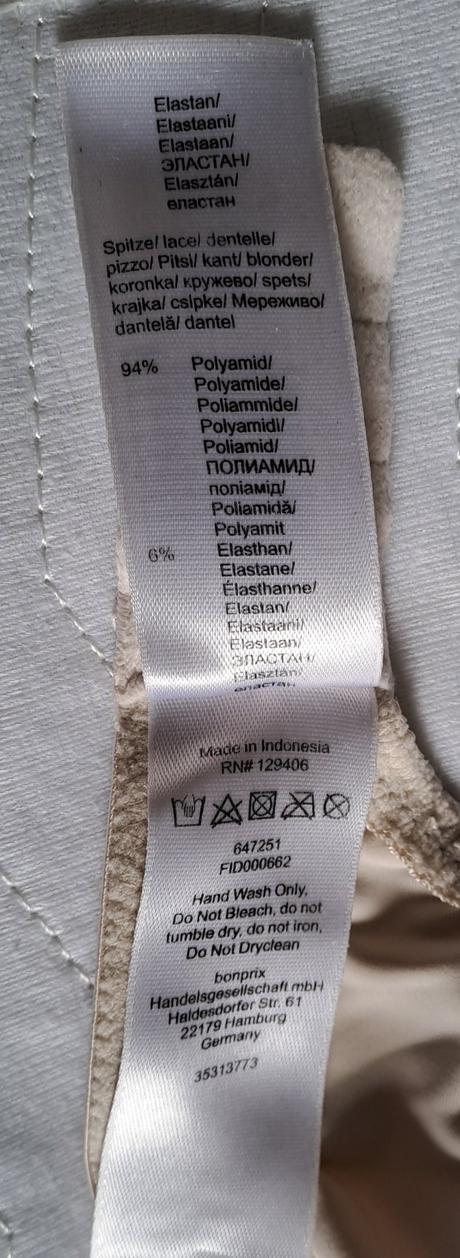 Elastan/
Elastaani/
Elastaan/
ЭЛАСТАН/
Elasztán/
еластан
Spitze/ lace/ dentelle/
pizzo/ Pitsi/ kant/ blonder/
koronka/ кружево/ spets/
krajka/ csipke/ Мереживо/
dantelă/ dantel
94% Polyamid/
Polyamide/
Poliammide/
Polyamidi/
Poliamid/
ПОЛИАМИД/
поліамід/
Poliamidă/
Polyamit
6% Elasthan/
Elastane/
Élasthanne/
Elastan/
Elastaani/
Elastaan/
ЭЛАСТАН/
Elasztán/
еластан
Made in Indonesia
RN# 129406
647251
FID000662
Hand Wash Only,
Do Not Bleach, do not
tumble dry, do not iron,
Do Not Dryclean
bonprix
Handelsgesellschaft mbH
Haldesdorfer Str. 61
22179 Hamburg
Germany
35313773